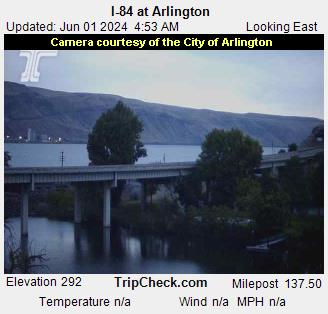 I-84 at Arlington
Updated: Jun 01 2024 4:53 AM Looking East
Camera courtesy of the City of Arlington
Elevation 292 TripCheck.com Milepost 137.50
Temperature n/a Wind n/a MPH n/a